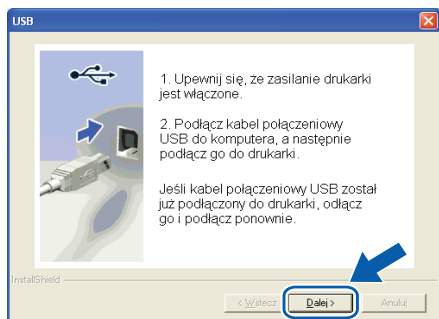 USB
1. Upewnij się, że zasilanie drukarki
jest włączone.
2. Podłącz kabel połączeniowy
USB do komputera, a następnie
podłącz go do drukarki.
Jeśli kabel połączeniowy USB został
już podłączony do drukarki, odłącz
go i podłącz ponownie.
InstallShield
< Wstecz Dalej > Anuluj